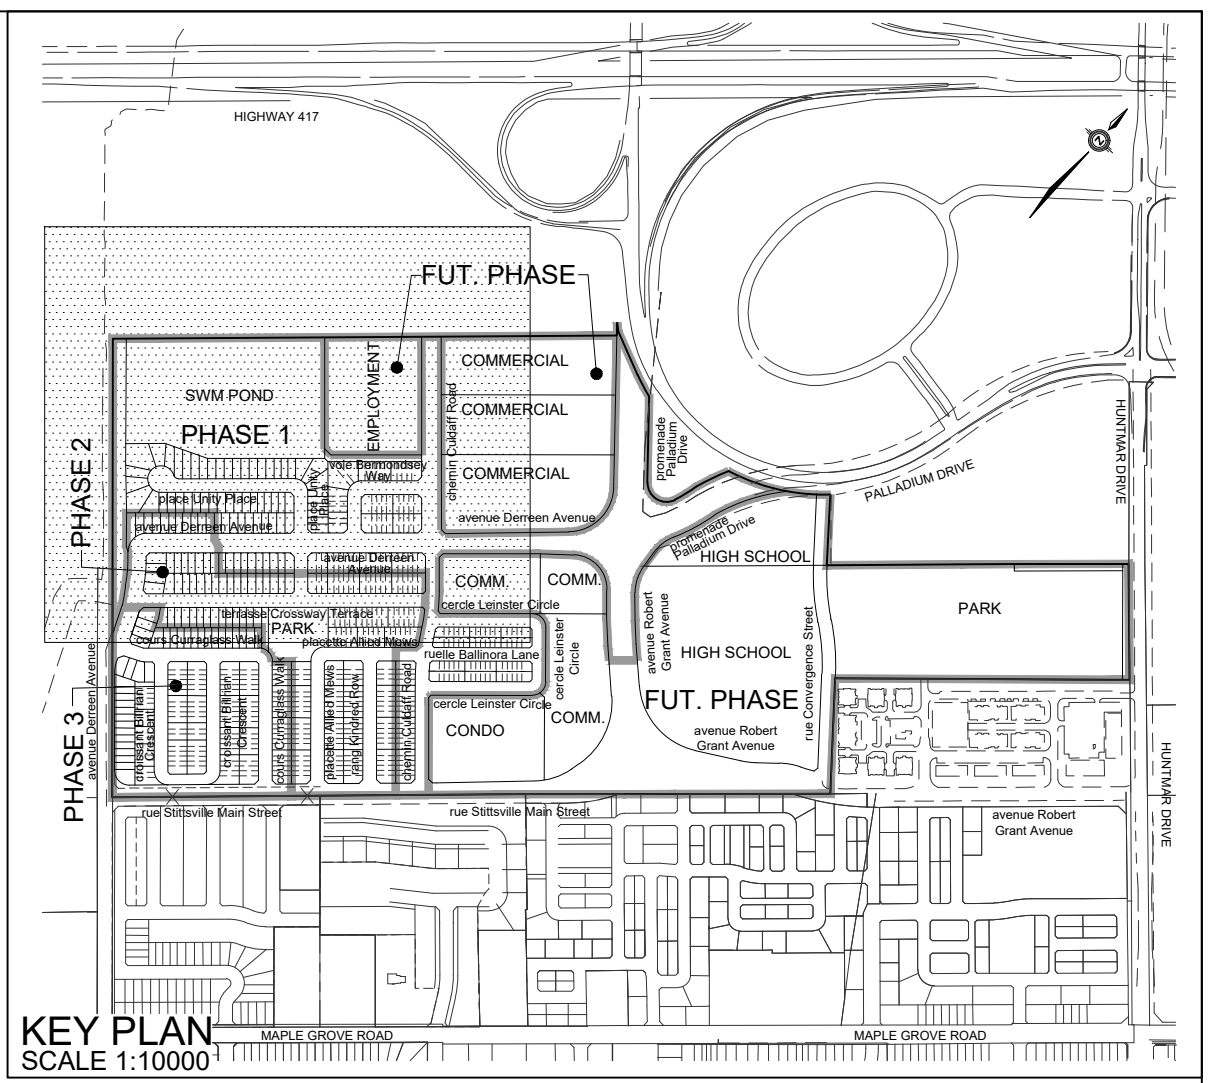 HIGHWAY 417
N
FUT. PHASE
COMMERCIAL
EMPLOYMENT
SWM POND
chemin Culdaff Road
COMMERCIAL
HUNTMAR DRIVE
PHASE 1
promenade
Palladium
Drive
PHASE 2
voie Bermondsey
Way
COMMERCIAL
PALLADIUM DRIVE
place Unity Place
place Unity
Place
avenue Derreen Avenue
avenue Derreen Avenue
promenade
Palladium Drive
avenue Derreen
Avenue
HIGH SCHOOL
COMM.
COMM.
cercle Leinster Circle
terrasse Crossway Terrace
PARK
PARK
avenue Robert
Grant Avenue
rue Convergence Street
cours Curraglass Walk
placette Allied Mews
ruelle Ballinora Lane
cercle Leinster
Circle
HIGH SCHOOL
avenue Derreen Avenue
PHASE 3
croissant Billrian
Crescent
croissant Billrian
Crescent
cours Curraglass Walk
placette Allied Mews
rang Kindred Row
chemin Culdaff Road
cercle Leinster Circle
FUT. PHASE
CONDO
COMM.
avenue Robert
Grant Avenue
HUNTMAR DRIVE
rue Stittsville Main Street
rue Stittsville Main Street
avenue Robert
Grant Avenue
KEY PLAN
SCALE 1:10000
MAPLE GROVE ROAD
MAPLE GROVE ROAD